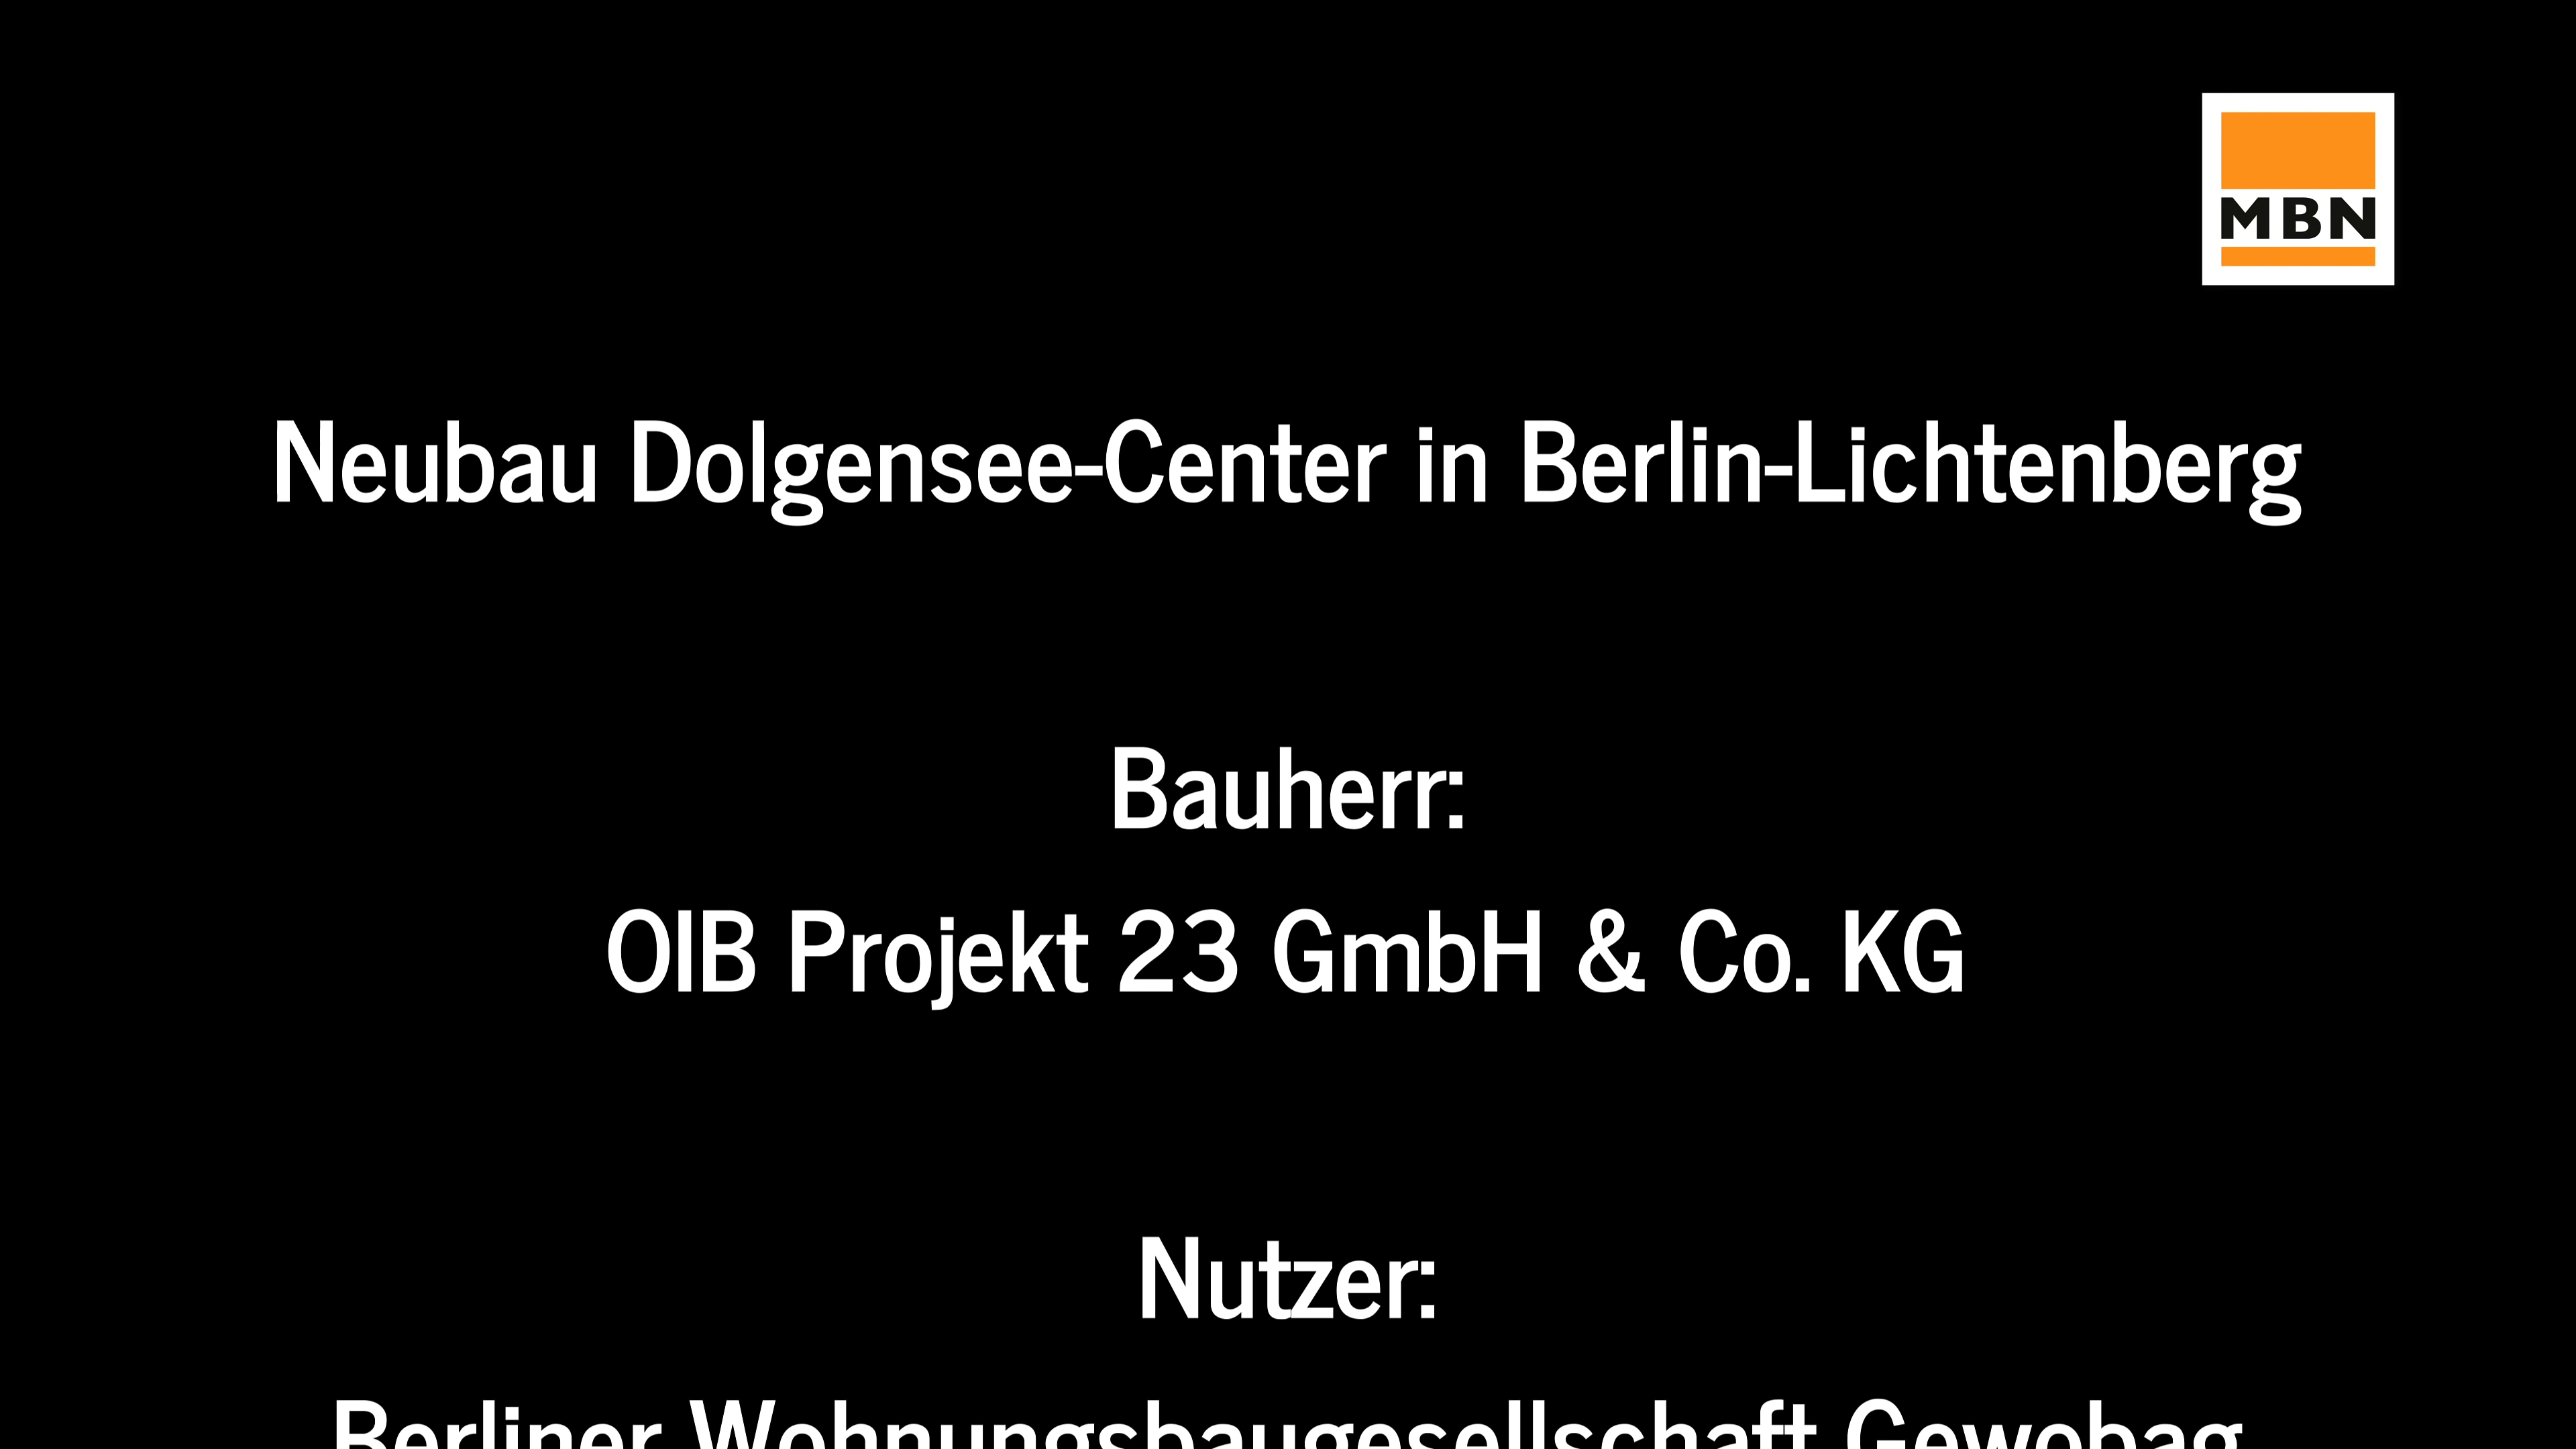 MBN
Neubau Dolgensee-Center in Berlin-Lichtenberg
Bauherr:
OIB Projekt 23 GmbH & Co. KG
Nutzer:
Berliner Wohnungsbaugesellschaft Gewobag